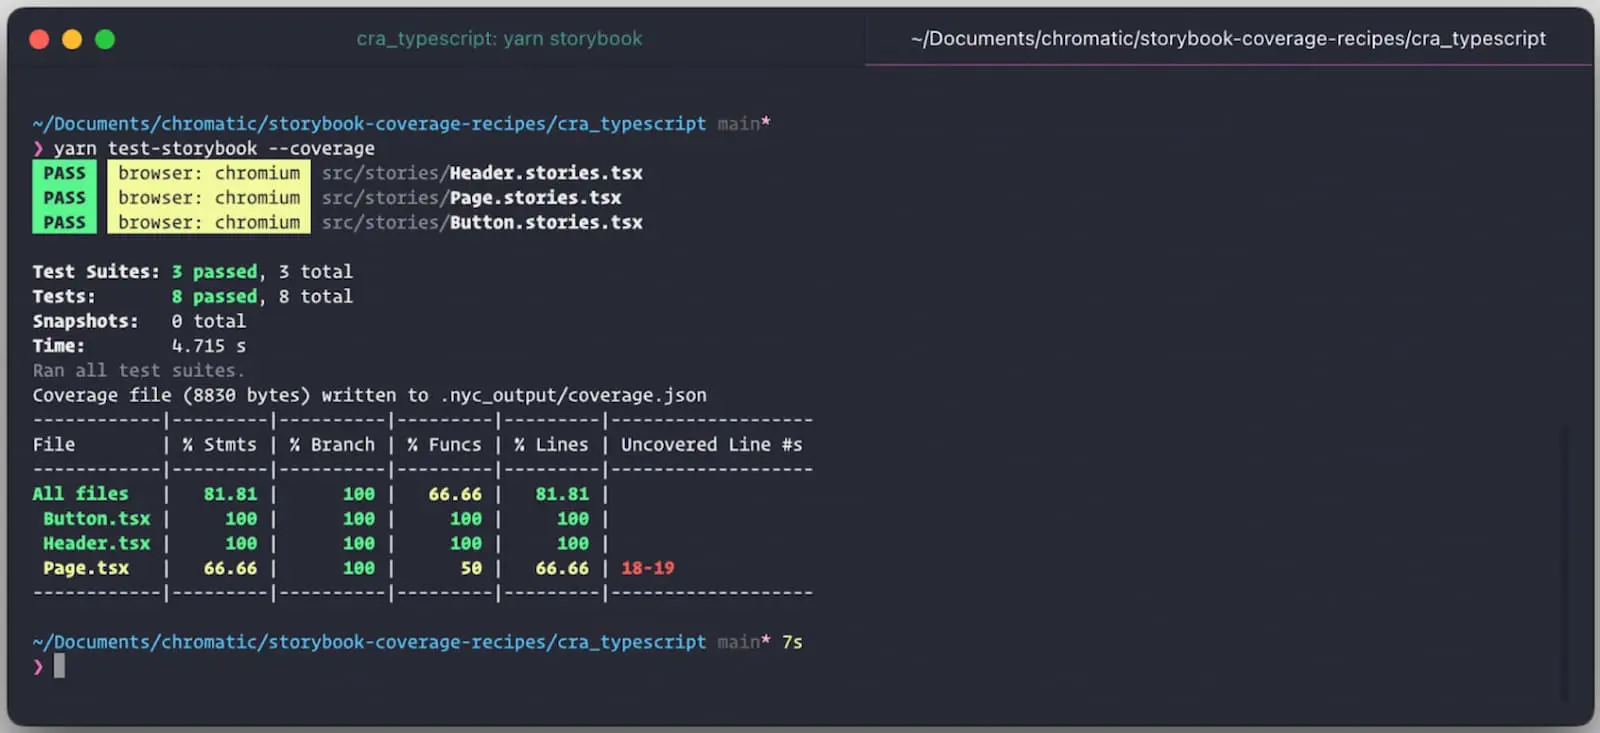 cra_typescript: yarn storybook
~/Documents/chromatic/storybook-coverage-recipes/cra_typescript
~/Documents/chromatic/storybook-coverage-recipes/cra_typescript main*
❯ yarn test-storybook --coverage
PASS browser: chromium src/stories/Header.stories.tsx
PASS browser: chromium src/stories/Page.stories.tsx
PASS browser: chromium src/stories/Button.stories.tsx
Test Suites: 3 passed, 3 total
Tests:       8 passed, 8 total
Snapshots:   0 total
Time:        4.715 s
Ran all test suites.
Coverage file (8830 bytes) written to .nyc_output/coverage.json
------------|---------|----------|---------|---------|-------------------
File        | % Stmts | % Branch | % Funcs | % Lines | Uncovered Line #s
------------|---------|----------|---------|---------|-------------------
All files   |   81.81 |      100 |   66.66 |   81.81 |
 Button.tsx |     100 |      100 |     100 |     100 |
 Header.tsx |     100 |      100 |     100 |     100 |
 Page.tsx   |   66.66 |      100 |      50 |   66.66 | 18-19
------------|---------|----------|---------|---------|-------------------
~/Documents/chromatic/storybook-coverage-recipes/cra_typescript main* 7s
❯